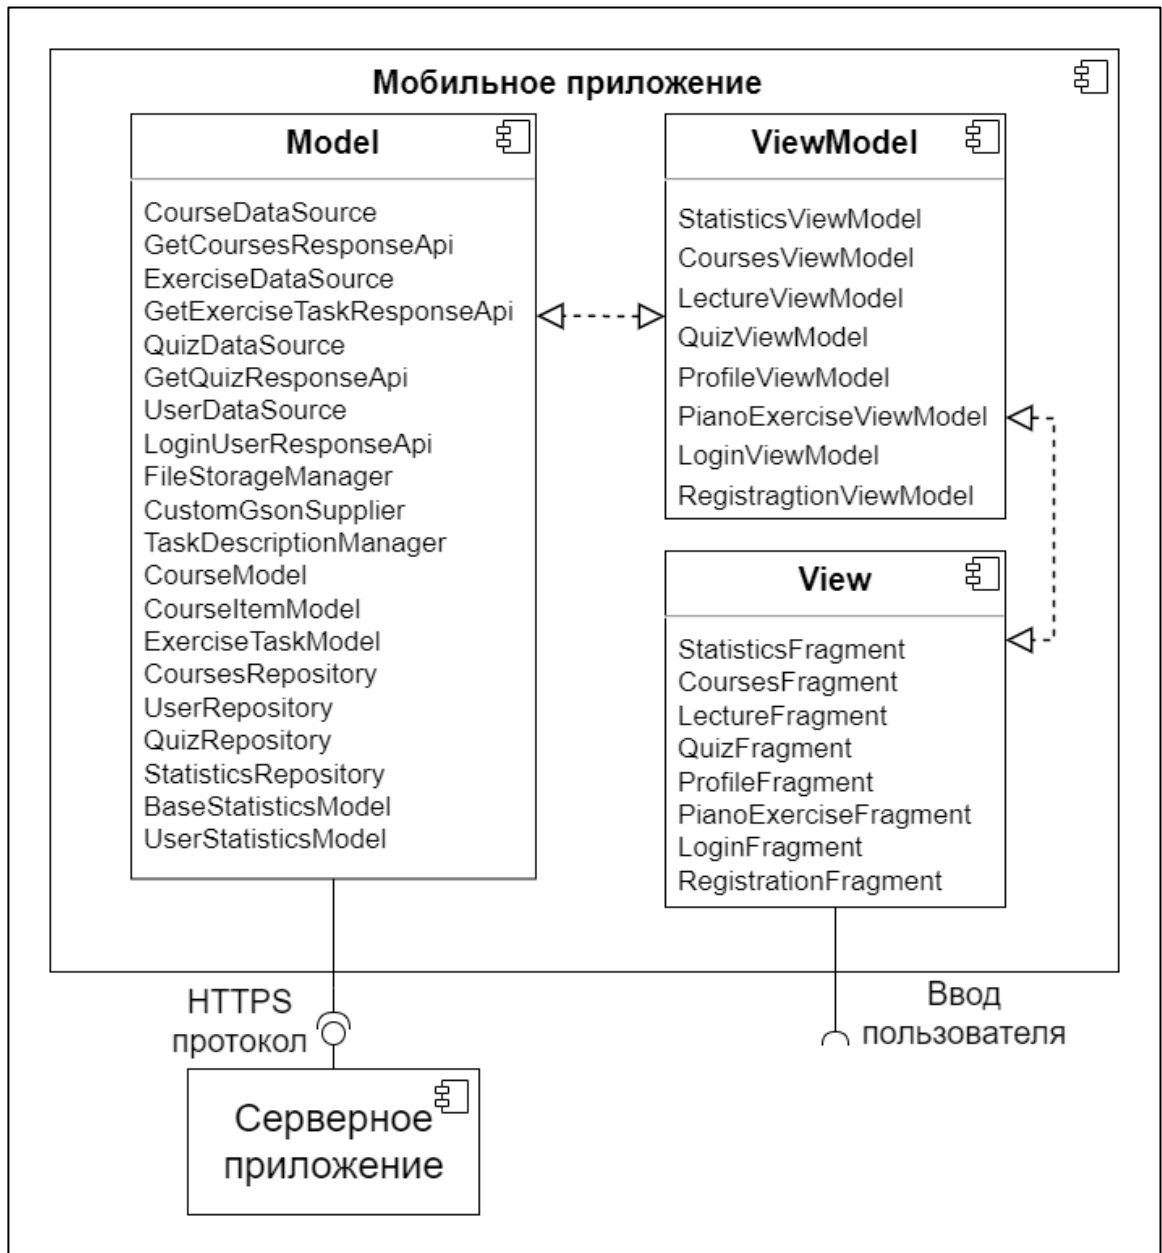 Мобильное приложение
Model
CourseDataSource
GetCoursesResponseApi
ExerciseDataSource
GetExerciseTaskResponseApi
QuizDataSource
GetQuizResponseApi
UserDataSource
LoginUserResponseApi
FileStorageManager
CustomGsonSupplier
TaskDescriptionManager
CourseModel
CourseItemModel
ExerciseTaskModel
CoursesRepository
UserRepository
QuizRepository
StatisticsRepository
BaseStatisticsModel
UserStatisticsModel
ViewModel
StatisticsViewModel
CoursesViewModel
LectureViewModel
QuizViewModel
ProfileViewModel
PianoExerciseViewModel
LoginViewModel
RegistragtionViewModel
View
StatisticsFragment
CoursesFragment
LectureFragment
QuizFragment
ProfileFragment
PianoExerciseFragment
LoginFragment
RegistrationFragment
HTTPS
протокол
Ввод
пользователя
Серверное
приложение